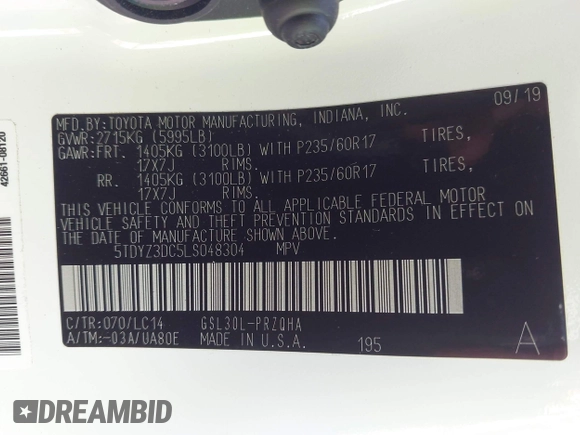 MFD.BY:TOYOTA MOTOR MANUFACTURING, INDIANA, INC. 09/19
GVWR:2715KG (5995LB)
GAWR:FRT. 1405KG (3100LB) WITH P235/60R17 TIRES,
17X7J RIMS.
RR. 1405KG (3100LB) WITH P235/60R17 TIRES,
17X7J RIMS.
THIS VEHICLE CONFORMS TO ALL APPLICABLE FEDERAL MOTOR
VEHICLE SAFETY AND THEFT PREVENTION STANDARDS IN EFFECT ON
THE DATE OF MANUFACTURE SHOWN ABOVE.
5TDYZ3DC5LS048304 MPV
C/TR:070/LC14 GSL30L-PRZQHA
A/TM:-03A/UA80E MADE IN U.S.A. 195 A
42661-08120
DREAMBID